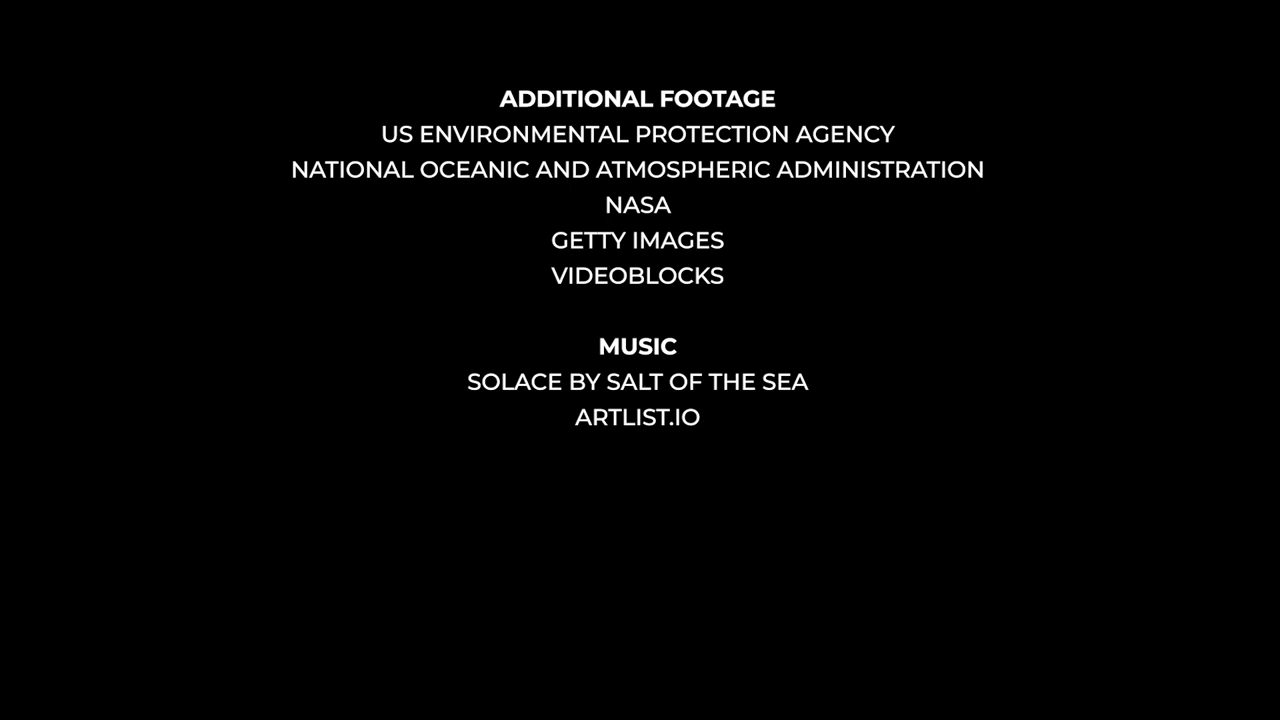 ADDITIONAL FOOTAGE
US ENVIRONMENTAL PROTECTION AGENCY
NATIONAL OCEANIC AND ATMOSPHERIC ADMINISTRATION
NASA
GETTY IMAGES
VIDEOBLOCKS
MUSIC
SOLACE BY SALT OF THE SEA
ARTLIST.IO